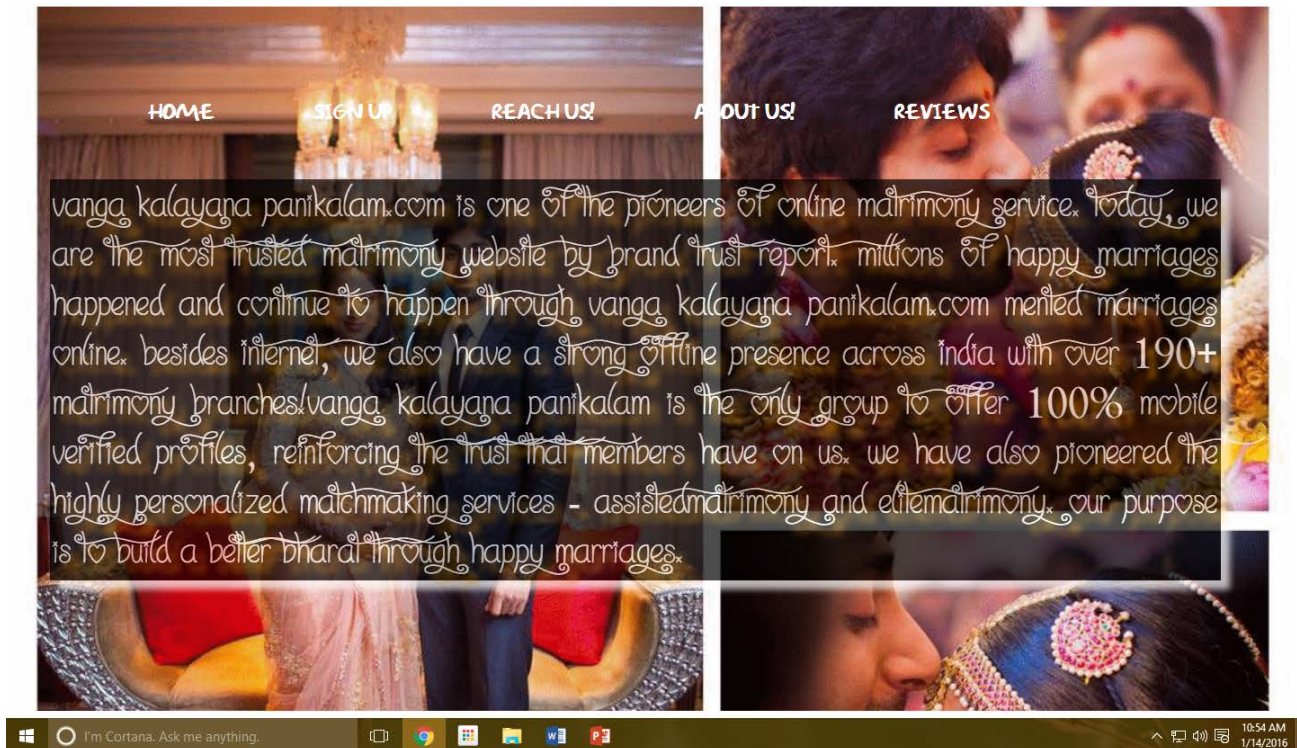 HOME SIGN UP REACH US! ABOUT US! REVIEWS
vanga kalayana panikalam.com is one of the pioneers of online matrimony service. today, we
are the most trusted matrimony website by brand trust report. millions of happy marriages
happened and continue to happen through vanga kalayana panikalam.com mented marriages
online. besides internet, we also have a strong offline presence across india with over 190+
matrimony branches!vanga kalayana panikalam is the only group to offer 100% mobile
verified profiles, reinforcing the trust that members have on us. we have also pioneered the
highly personalized matchmaking services - assistedmatrimony and elitematrimony. our purpose
is to build a better bharat through happy marriages.
I'm Cortana. Ask me anything.
10:54 AM
1/14/2016